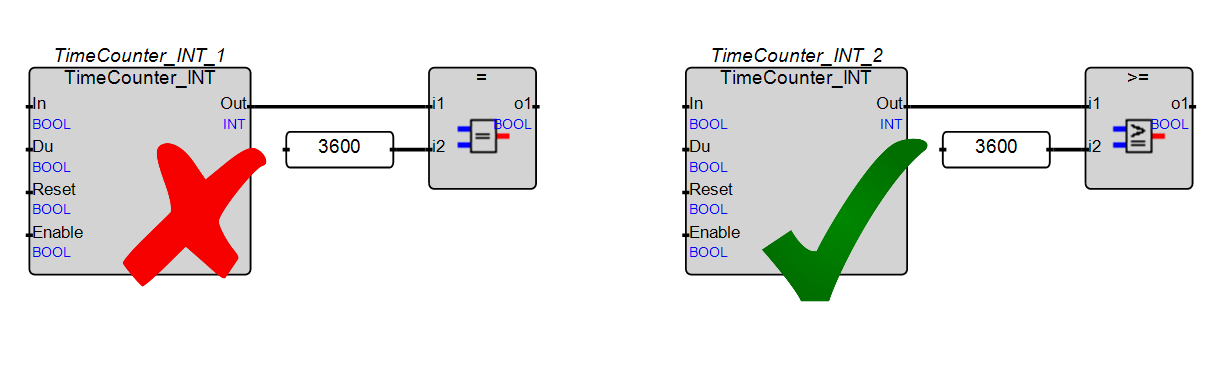 TimeCounter_INT_1
TimeCounter_INT
In
Out
BOOL
INT
Du
BOOL
Reset
BOOL
Enable
BOOL
3600
=
i1
o1
BOOL
i2
=
TimeCounter_INT_2
TimeCounter_INT
In
Out
BOOL
INT
Du
BOOL
Reset
BOOL
Enable
BOOL
3600
>=
i1
o1
BOOL
i2
≥